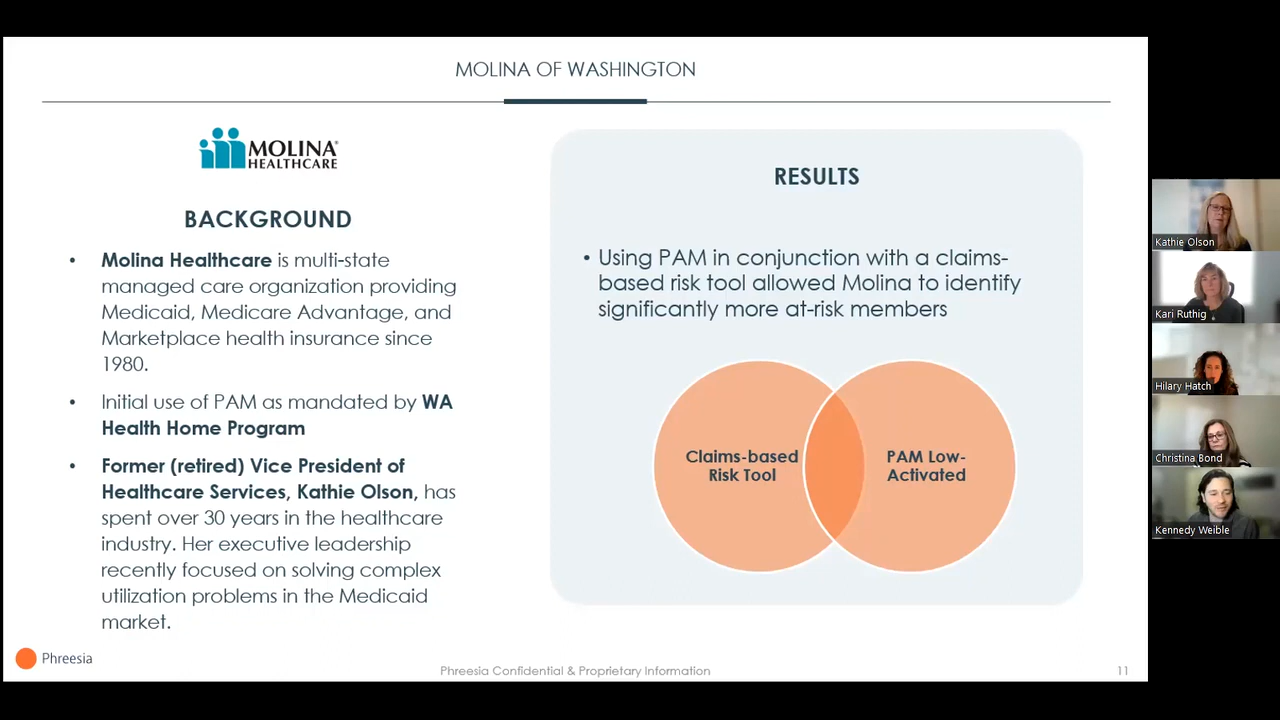 MOLINA OF WASHINGTON
MOLINA
HEALTHCARE
BACKGROUND
• Molina Healthcare is multi-state
managed care organization providing
Medicaid, Medicare Advantage, and
Marketplace health insurance since
1980.
• Initial use of PAM as mandated by WA
Health Home Program
• Former (retired) Vice President of
Healthcare Services, Kathie Olson, has
spent over 30 years in the healthcare
industry. Her executive leadership
recently focused on solving complex
utilization problems in the Medicaid
market.
RESULTS
• Using PAM in conjunction with a claims-
based risk tool allowed Molina to identify
significantly more at-risk members
Claims-based
Risk Tool
PAM Low-
Activated
Phreesia
Phreesia Confidential & Proprietary Information
11
Kathie Olson
Kari Ruthig
Hilary Hatch
Christina Bond
Kennedy Weible